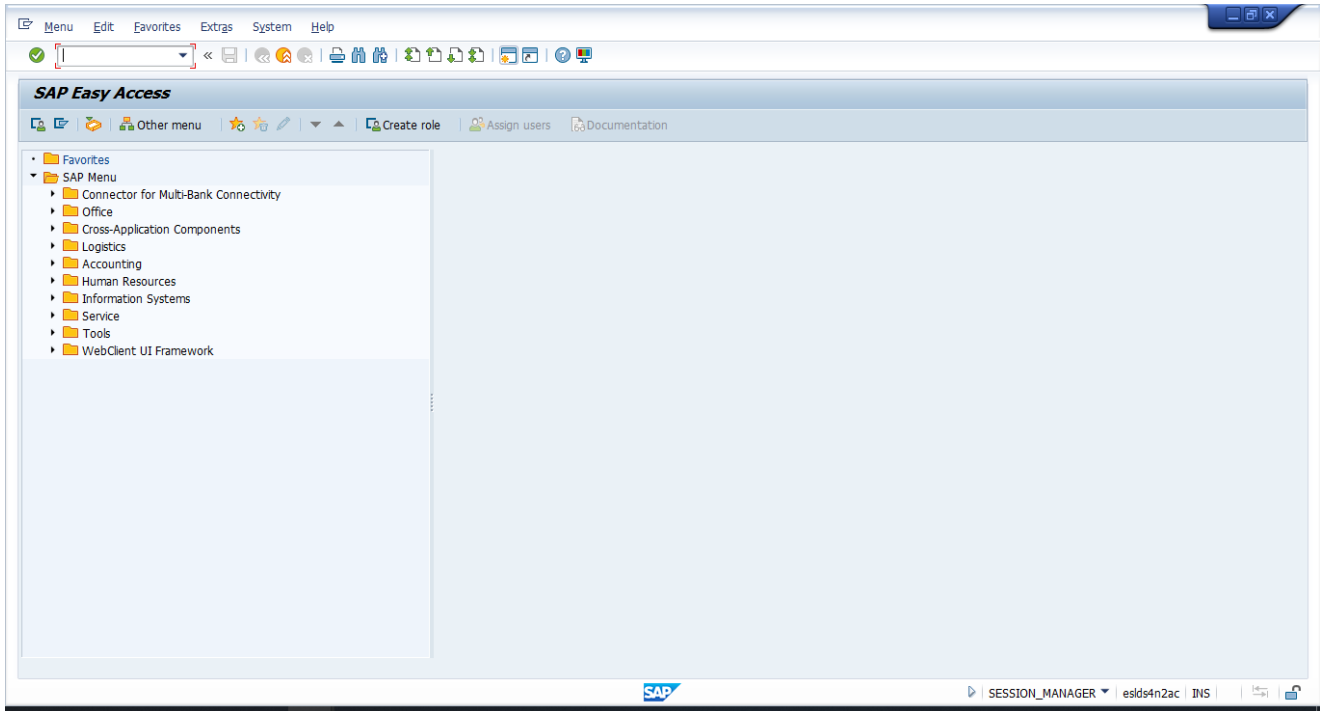 Menu Edit Favorites Extras System Help
SAP Easy Access
Other menu Create role Assign users Documentation
Favorites
SAP Menu
Connector for Multi-Bank Connectivity
Office
Cross-Application Components
Logistics
Accounting
Human Resources
Information Systems
Service
Tools
WebClient UI Framework
SAP SESSION_MANAGER eslds4n2ac INS